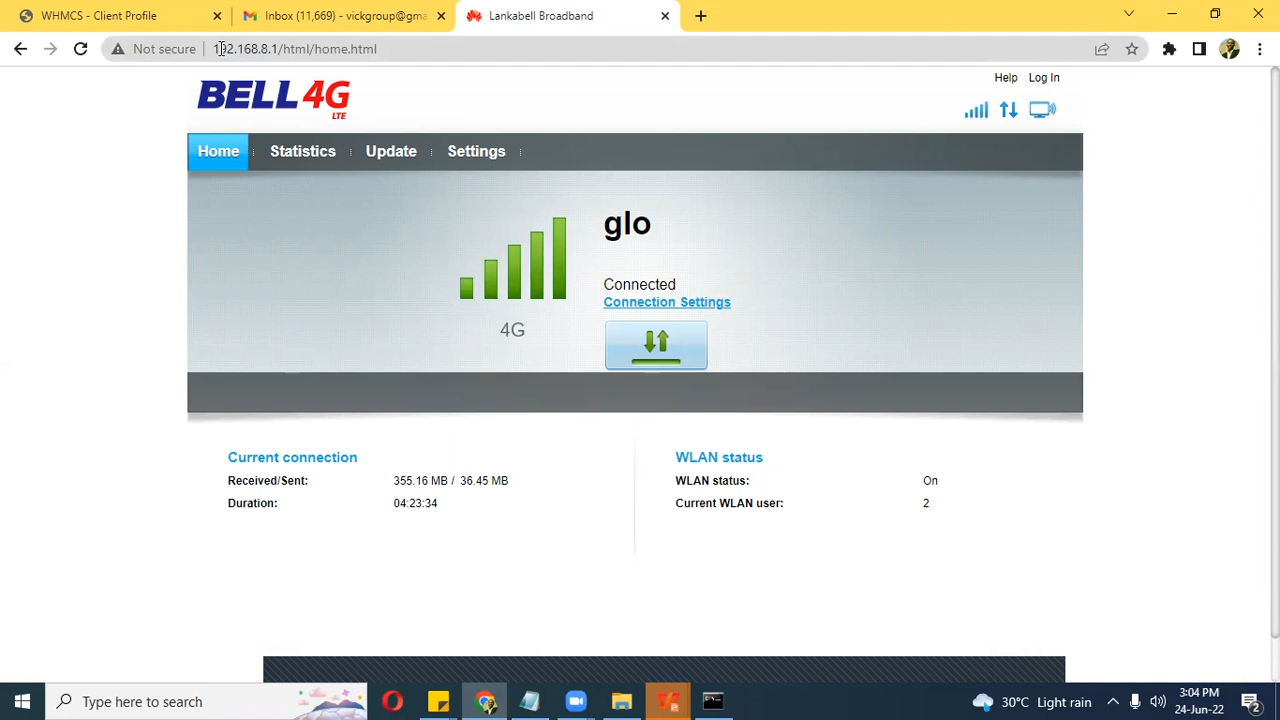 WHMCS - Client Profile
Inbox (11,669) - vickgroup@gma
Lankabell Broadband
Not secure
192.168.8.1/html/home.html
BELL 4G
LTE
Help
Log In
Home
Statistics
Update
Settings
glo
Connected
Connection Settings
4G
Current connection
Received/Sent: 355.16 MB / 36.45 MB
Duration: 04:23:34
WLAN status
WLAN status: On
Current WLAN user: 2
Type here to search
30°C Light rain
3:04 PM
24-Jun-22
2